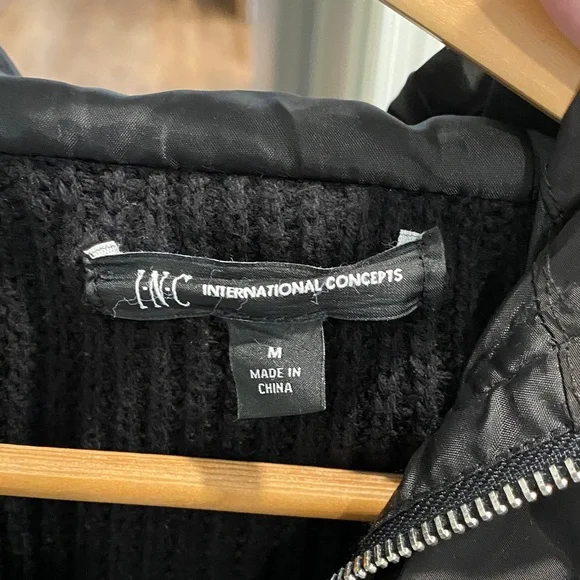 I·N·C INTERNATIONAL CONCEPTS
M
MADE IN
CHINA